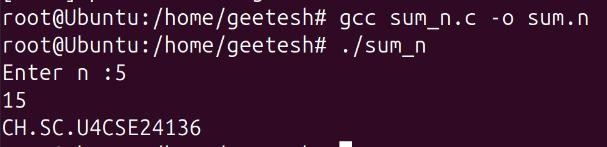 root@Ubuntu:/home/geetesh# gcc sum_n.c -o sum.n
root@Ubuntu:/home/geetesh# ./sum_n
Enter n :5
15
CH.SC.U4CSE24136